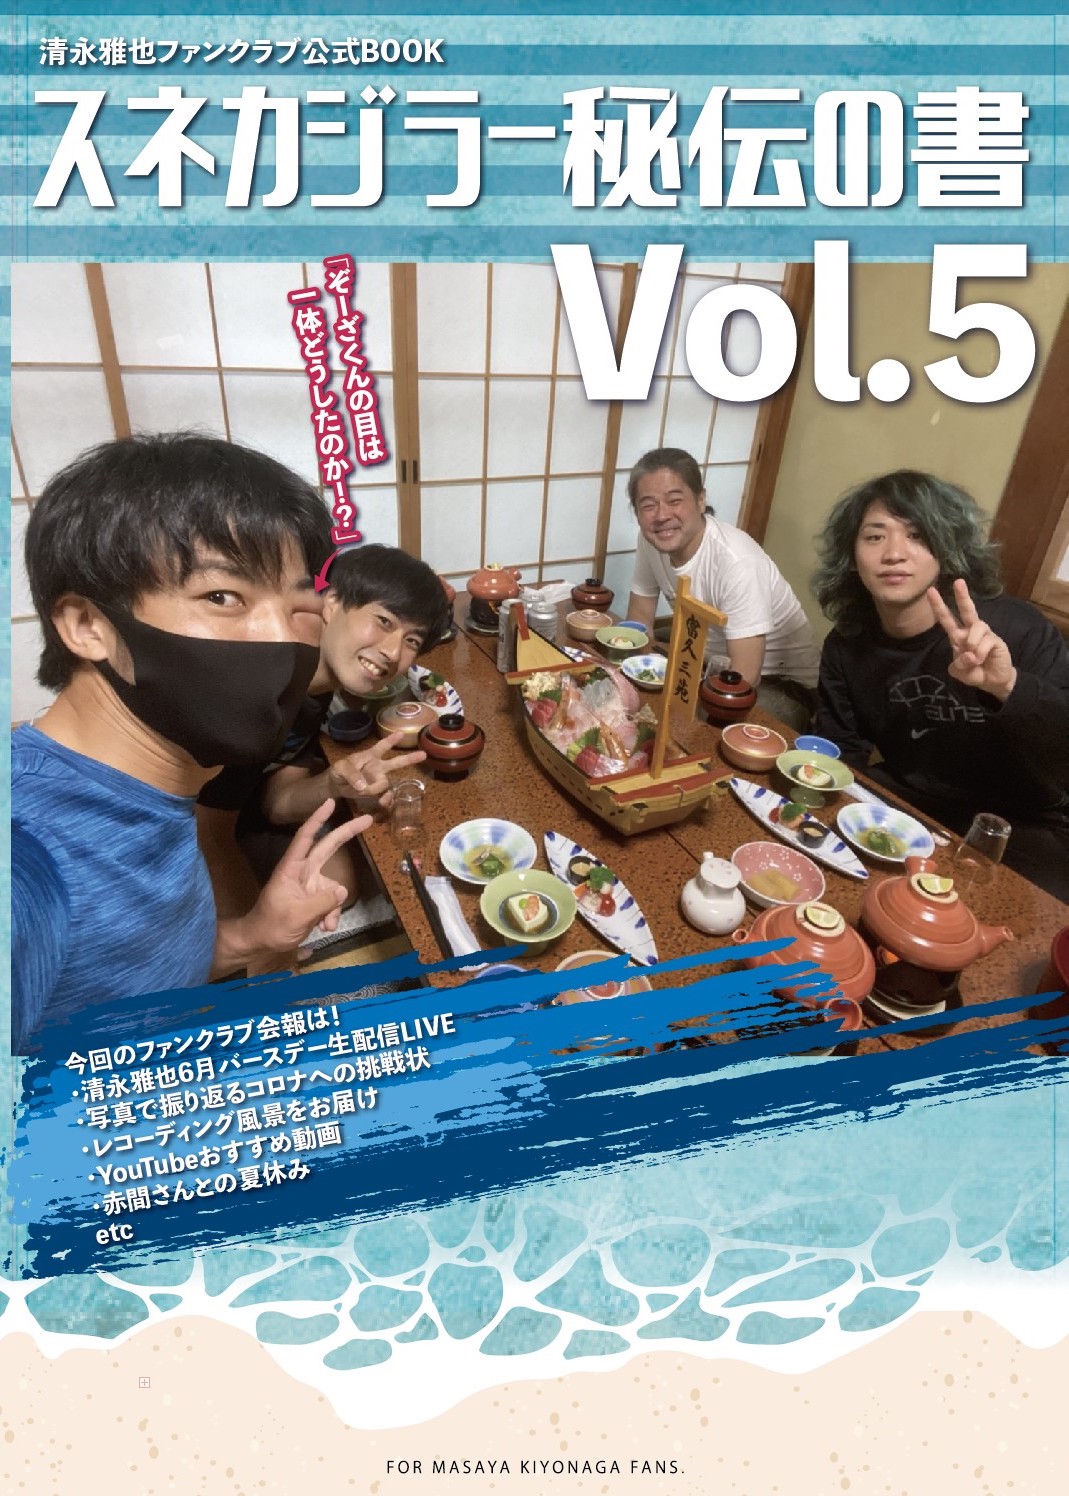 清永雅也ファンクラブ公式BOOK
スネカジラー秘伝の書
Vol.5
「ぞーざくんの目は
一体どうしたのか！？」
今回のファンクラブ会報は！
・清永雅也6月バースデー生配信LIVE
・写真で振り返るコロナへの挑戦状
・レコーディング風景をお届け
・YouTubeおすすめ動画
・赤間さんとの夏休み
etc
FOR MASAYA KIYONAGA FANS.